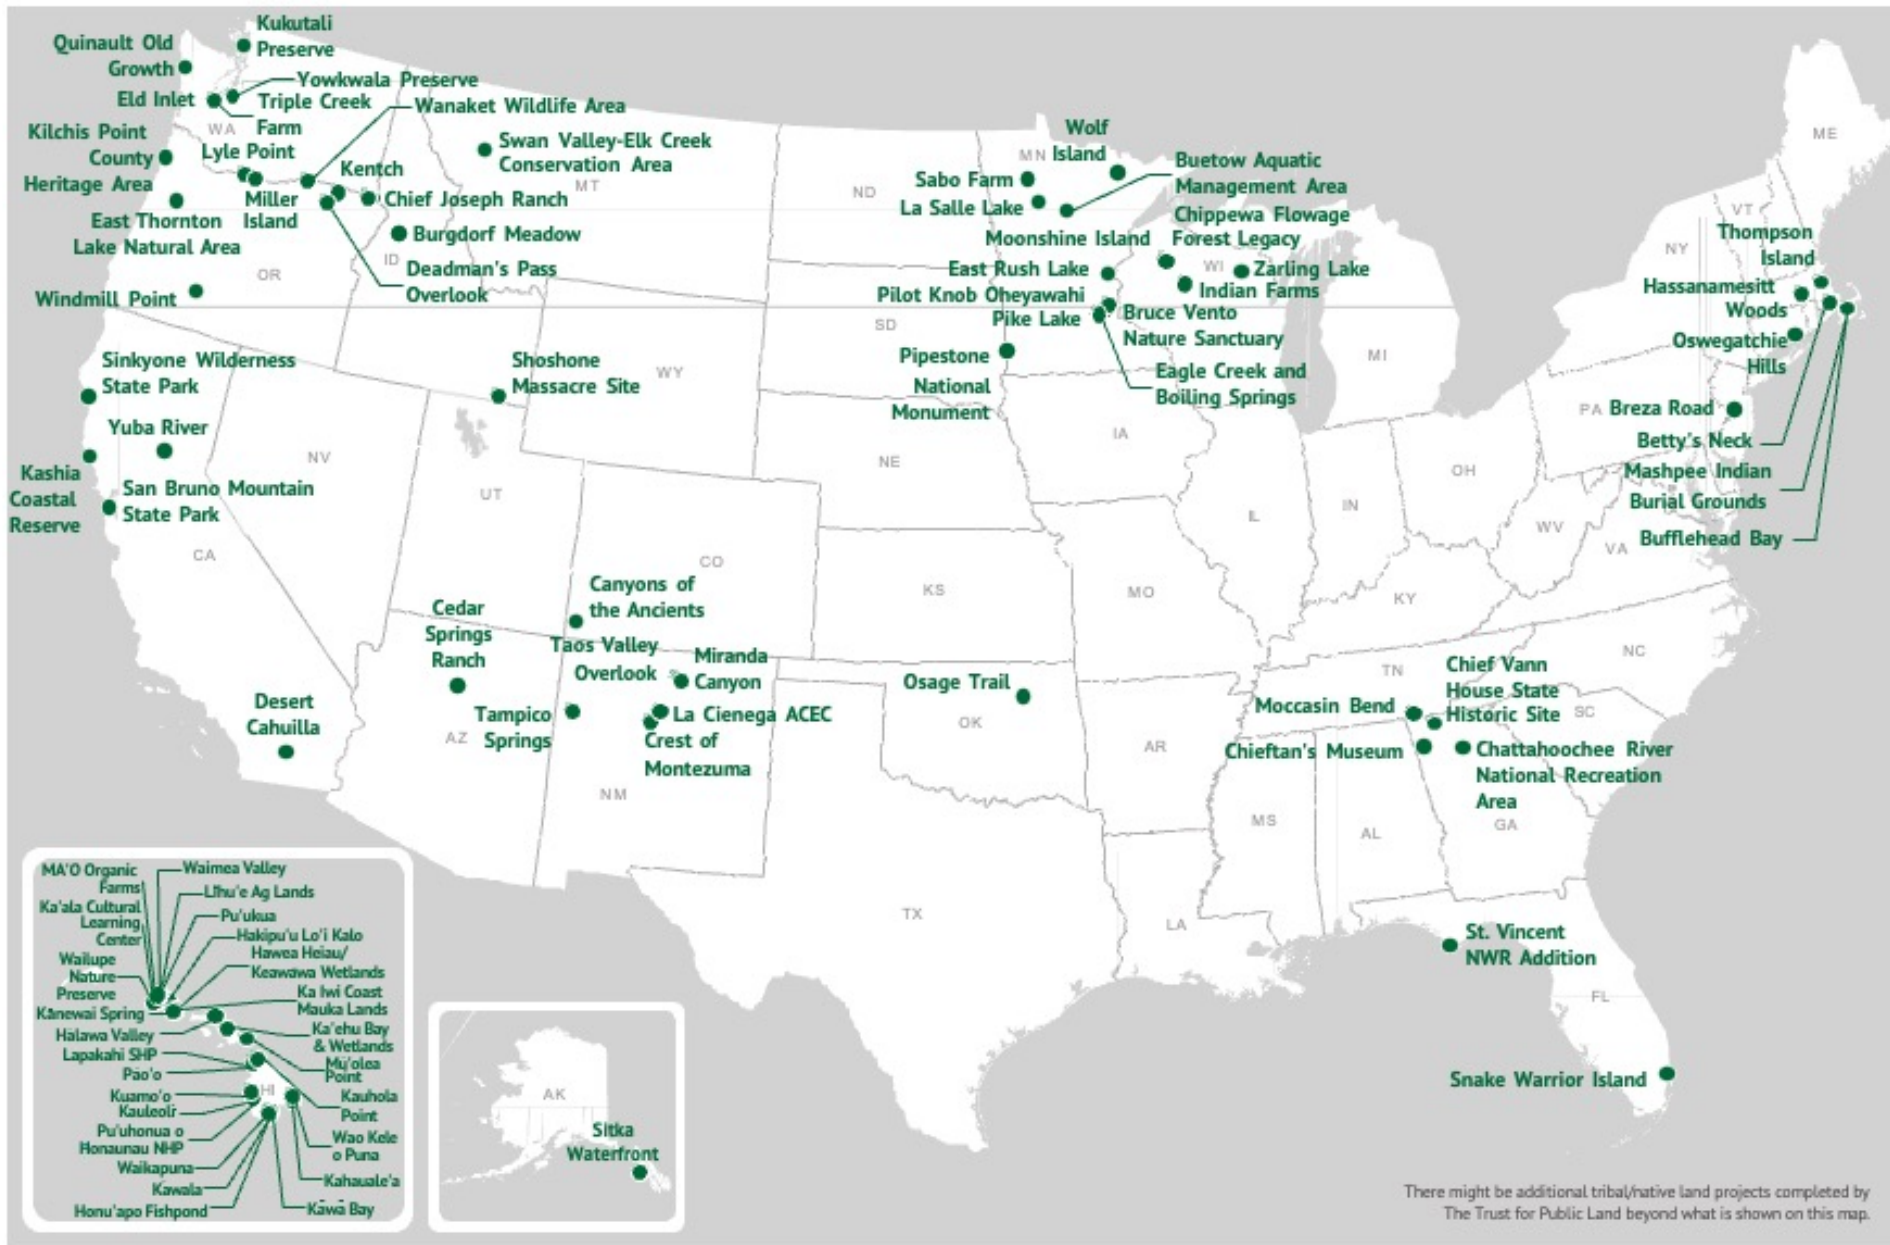 Kukutali
Preserve
Quinault Old
Growth
Yowkwala Preserve
Eld Inlet
Triple Creek
Farm
Wanaket Wildlife Area
WA
Kilchis Point
County
Heritage Area
Lyle Point
Kentch
Swan Valley-Elk Creek
Conservation Area
MT
Miller
Island
Chief Joseph Ranch
East Thornton
Lake Natural Area
Burgdorf Meadow
ID
OR
Deadman's Pass
Overlook
Windmill Point
Sinkyone Wilderness
State Park
Shoshone
Massacre Site
WY
Yuba River
Kashia
Coastal
Reserve
San Bruno Mountain
State Park
NV
UT
CA
CO
Canyons of
the Ancients
Cedar
Springs
Ranch
Taos Valley
Overlook
Miranda
Canyon
Desert
Cahuilla
Tampico
Springs
La Cienega ACEC
Crest of
Montezuma
AZ
NM
ND
SD
NE
KS
OK
TX
Osage Trail
Wolf
Island
MN
Sabo Farm
La Salle Lake
Buetow Aquatic
Management Area
Chippewa Flowage
Forest Legacy
Moonshine Island
East Rush Lake
WI
Zarling Lake
Indian Farms
Pilot Knob Oheyawahi
Pike Lake
Bruce Vento
Nature Sanctuary
Pipestone
National
Monument
Eagle Creek and
Boiling Springs
MI
IA
IL
IN
OH
MO
KY
WV
VA
PA
NY
VT
ME
Thompson
Island
Hassanamesitt
Woods
Oswegatchie
Hills
Breza Road
Betty's Neck
Mashpee Indian
Burial Grounds
Bufflehead Bay
NC
TN
SC
Chief Vann
House State
Historic Site
Moccasin Bend
Chieftan's Museum
Chattahoochee River
National Recreation
Area
AR
MS
AL
GA
LA
FL
St. Vincent
NWR Addition
Snake Warrior Island
MA'O Organic
Farms
Waimea Valley
Līhu'e Ag Lands
Ka'ala Cultural
Learning
Center
Pu'ukua
Hakipu'u Lo'i Kalo
Hawea Heiau/
Keawawa Wetlands
Wailupe
Nature
Preserve
Ka Iwi Coast
Mauka Lands
Kānewai Spring
Ka'ehu Bay
& Wetlands
Hālawa Valley
Lapakahi SHP
Mū'olea
Point
Pāo'o
Kuamo'o
Kauleolī
Kauhola
Point
HI
Pu'uhonua o
Hōnaunau NHP
Wao Kele
o Puna
Waikapuna
Kāwala
Kahauale'a
Honu'apo Fishpond
Kāwā Bay
AK
Sitka
Waterfront
There might be additional tribal/native land projects completed by
The Trust for Public Land beyond what is shown on this map.